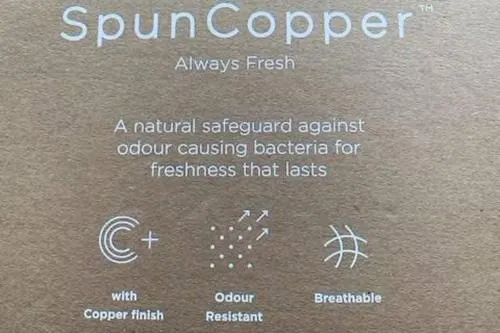 SpunCopper™
Always Fresh
A natural safeguard against
odour causing bacteria for
freshness that lasts
C+
with
Copper finish
Odour
Resistant
Breathable